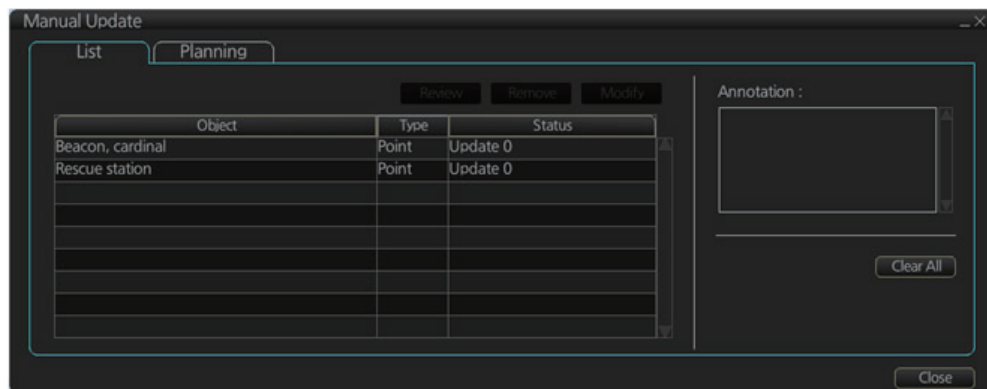 Manual Update
List Planning
Review Remove Modify
Annotation :
Object Type Status
Beacon, cardinal Point Update 0
Rescue station Point Update 0
Clear All
Close